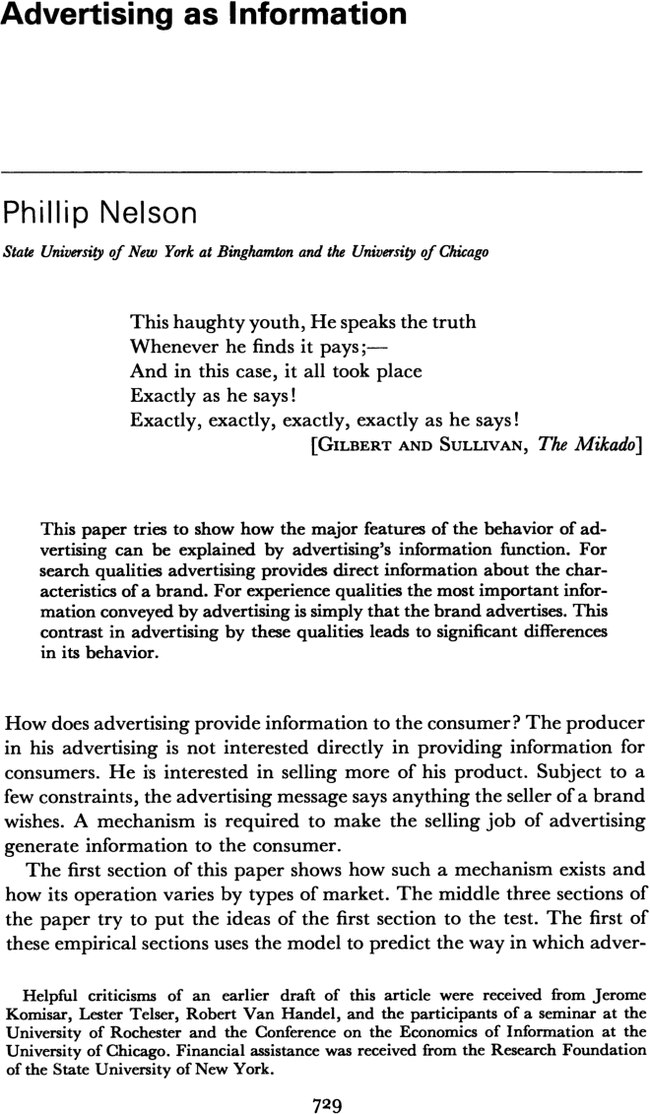 Advertising as Information
Phillip Nelson
State University of New York at Binghamton and the University of Chicago
This haughty youth, He speaks the truth
Whenever he finds it pays;—
And in this case, it all took place
Exactly as he says!
Exactly, exactly, exactly, exactly as he says!
[GILBERT AND SULLIVAN, The Mikado]
This paper tries to show how the major features of the behavior of ad-
vertising can be explained by advertising's information function. For
search qualities advertising provides direct information about the char-
acteristics of a brand. For experience qualities the most important infor-
mation conveyed by advertising is simply that the brand advertises. This
contrast in advertising by these qualities leads to significant differences
in its behavior.
How does advertising provide information to the consumer? The producer
in his advertising is not interested directly in providing information for
consumers. He is interested in selling more of his product. Subject to a
few constraints, the advertising message says anything the seller of a brand
wishes. A mechanism is required to make the selling job of advertising
generate information to the consumer.
The first section of this paper shows how such a mechanism exists and
how its operation varies by types of market. The middle three sections of
the paper try to put the ideas of the first section to the test. The first of
these empirical sections uses the model to predict the way in which adver-
Helpful criticisms of an earlier draft of this article were received from Jerome
Komisar, Lester Telser, Robert Van Handel, and the participants of a seminar at the
University of Rochester and the Conference on the Economics of Information at the
University of Chicago. Financial assistance was received from the Research Foundation
of the State University of New York.
729